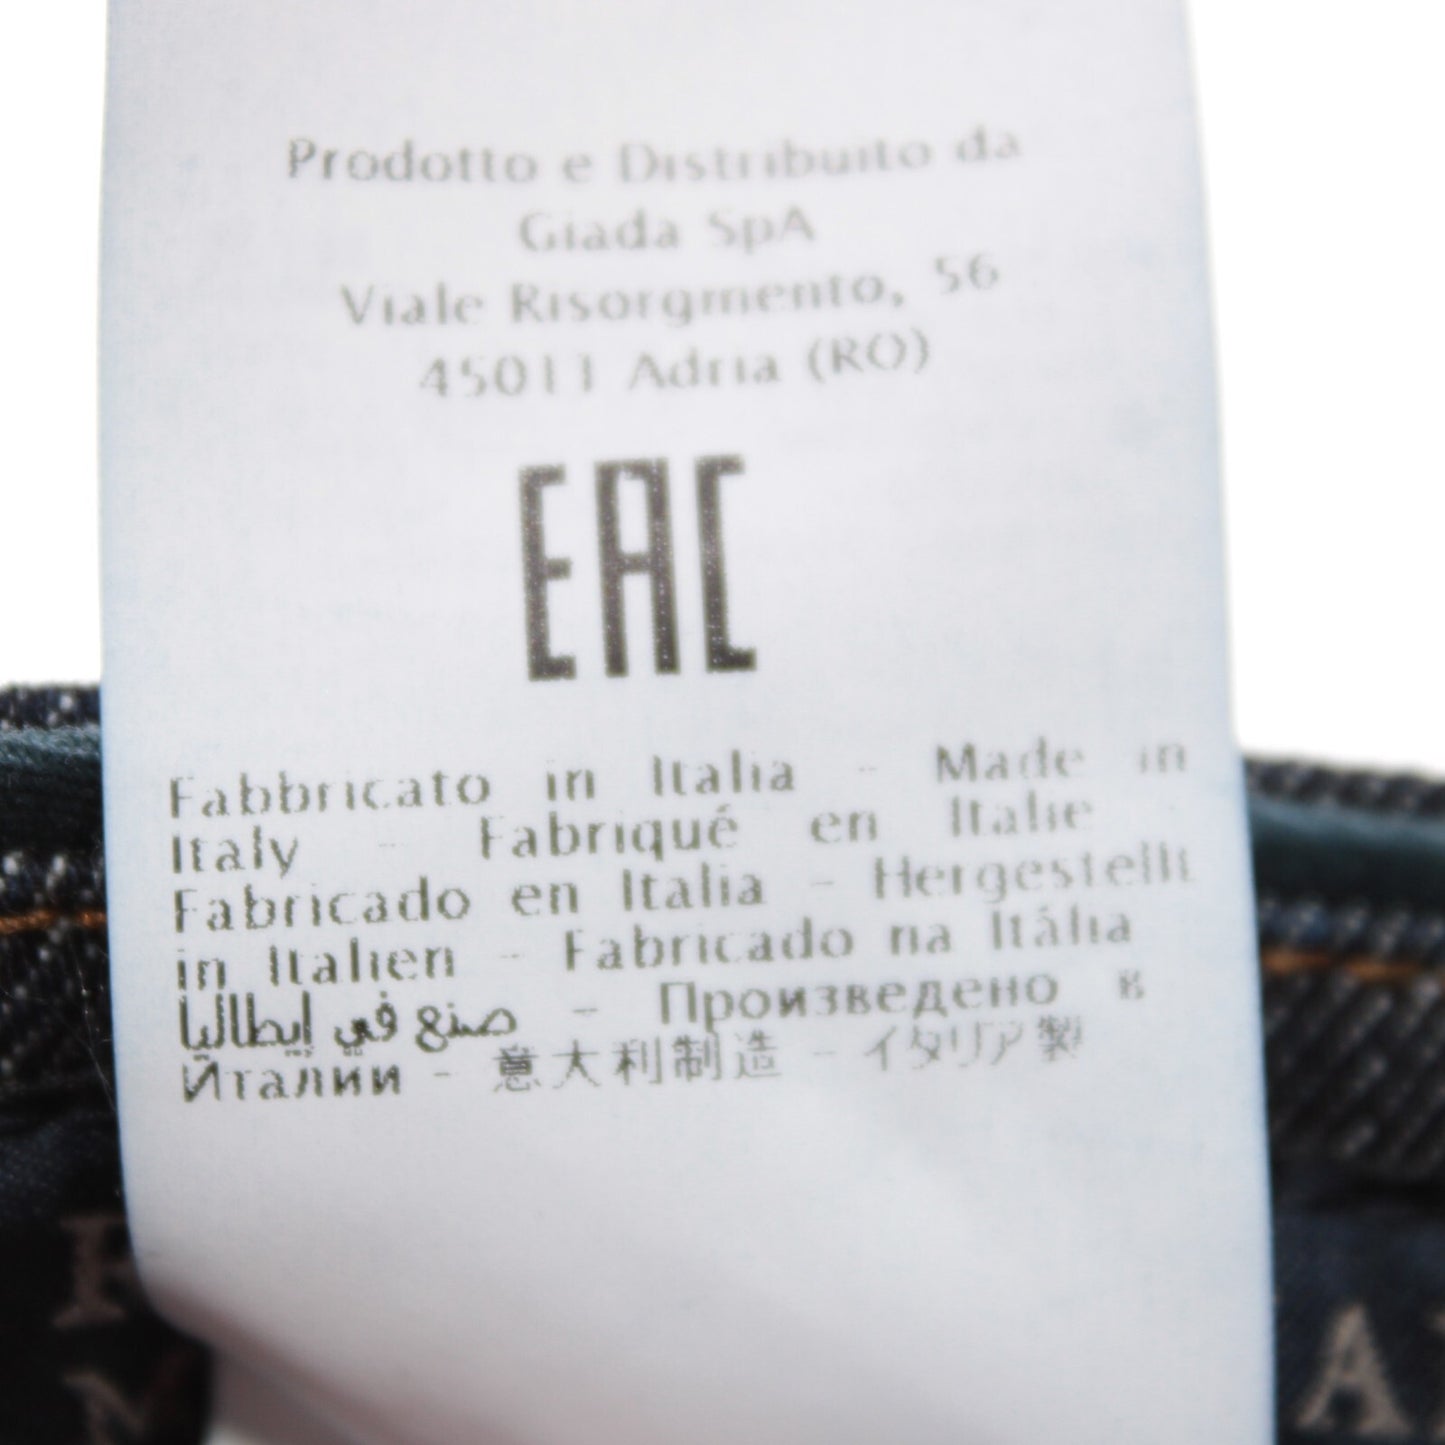 Prodotto e Distribuito da
Giada SpA
Viale Risorgmento, 56
45011 Adria (RO)
EAC
Fabbricato in Italia - Made in
Italy - Fabriqué en Italie -
Fabricado en Italia - Hergestellt
in Italien - Fabricado na Itália
صنع في إيطاليا - Произведено в
Италии - 意大利制造 - イタリア製